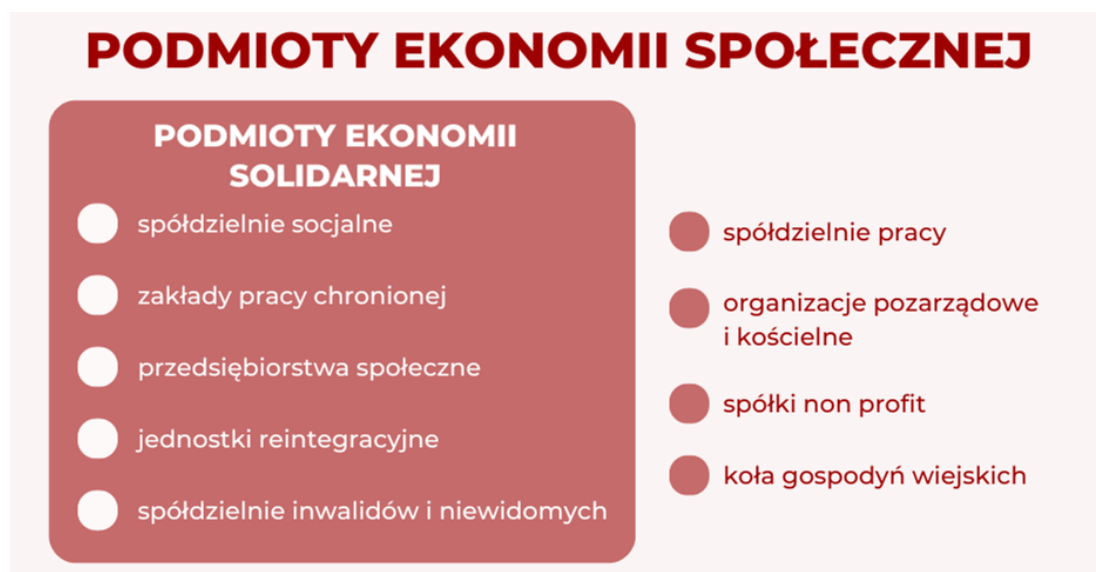 PODMIOTY EKONOMII SPOŁECZNEJ
PODMIOTY EKONOMII
SOLIDARNEJ
spółdzielnie socjalne
zakłady pracy chronionej
przedsiębiorstwa społeczne
jednostki reintegracyjne
spółdzielnie inwalidów i niewidomych
spółdzielnie pracy
organizacje pozarządowe
i kościelne
spółki non profit
koła gospodyń wiejskich